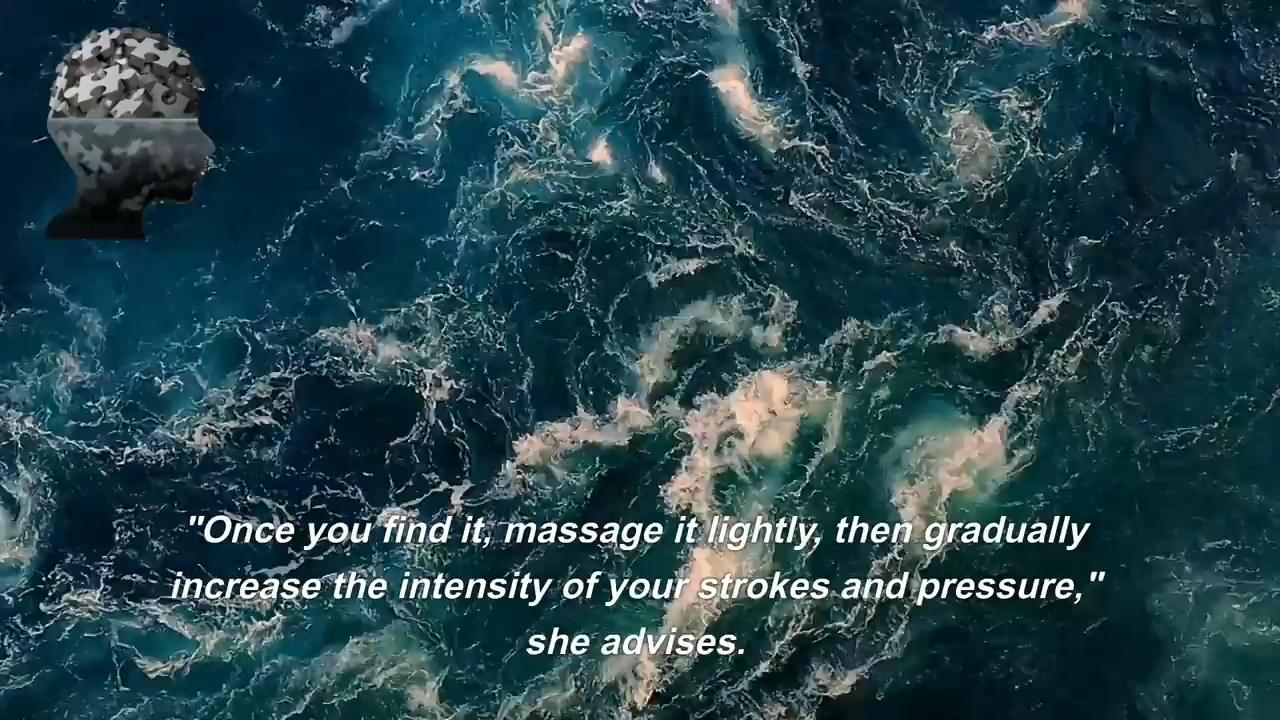 "Once you find it, massage it lightly, then gradually
increase the intensity of your strokes and pressure,"
she advises.